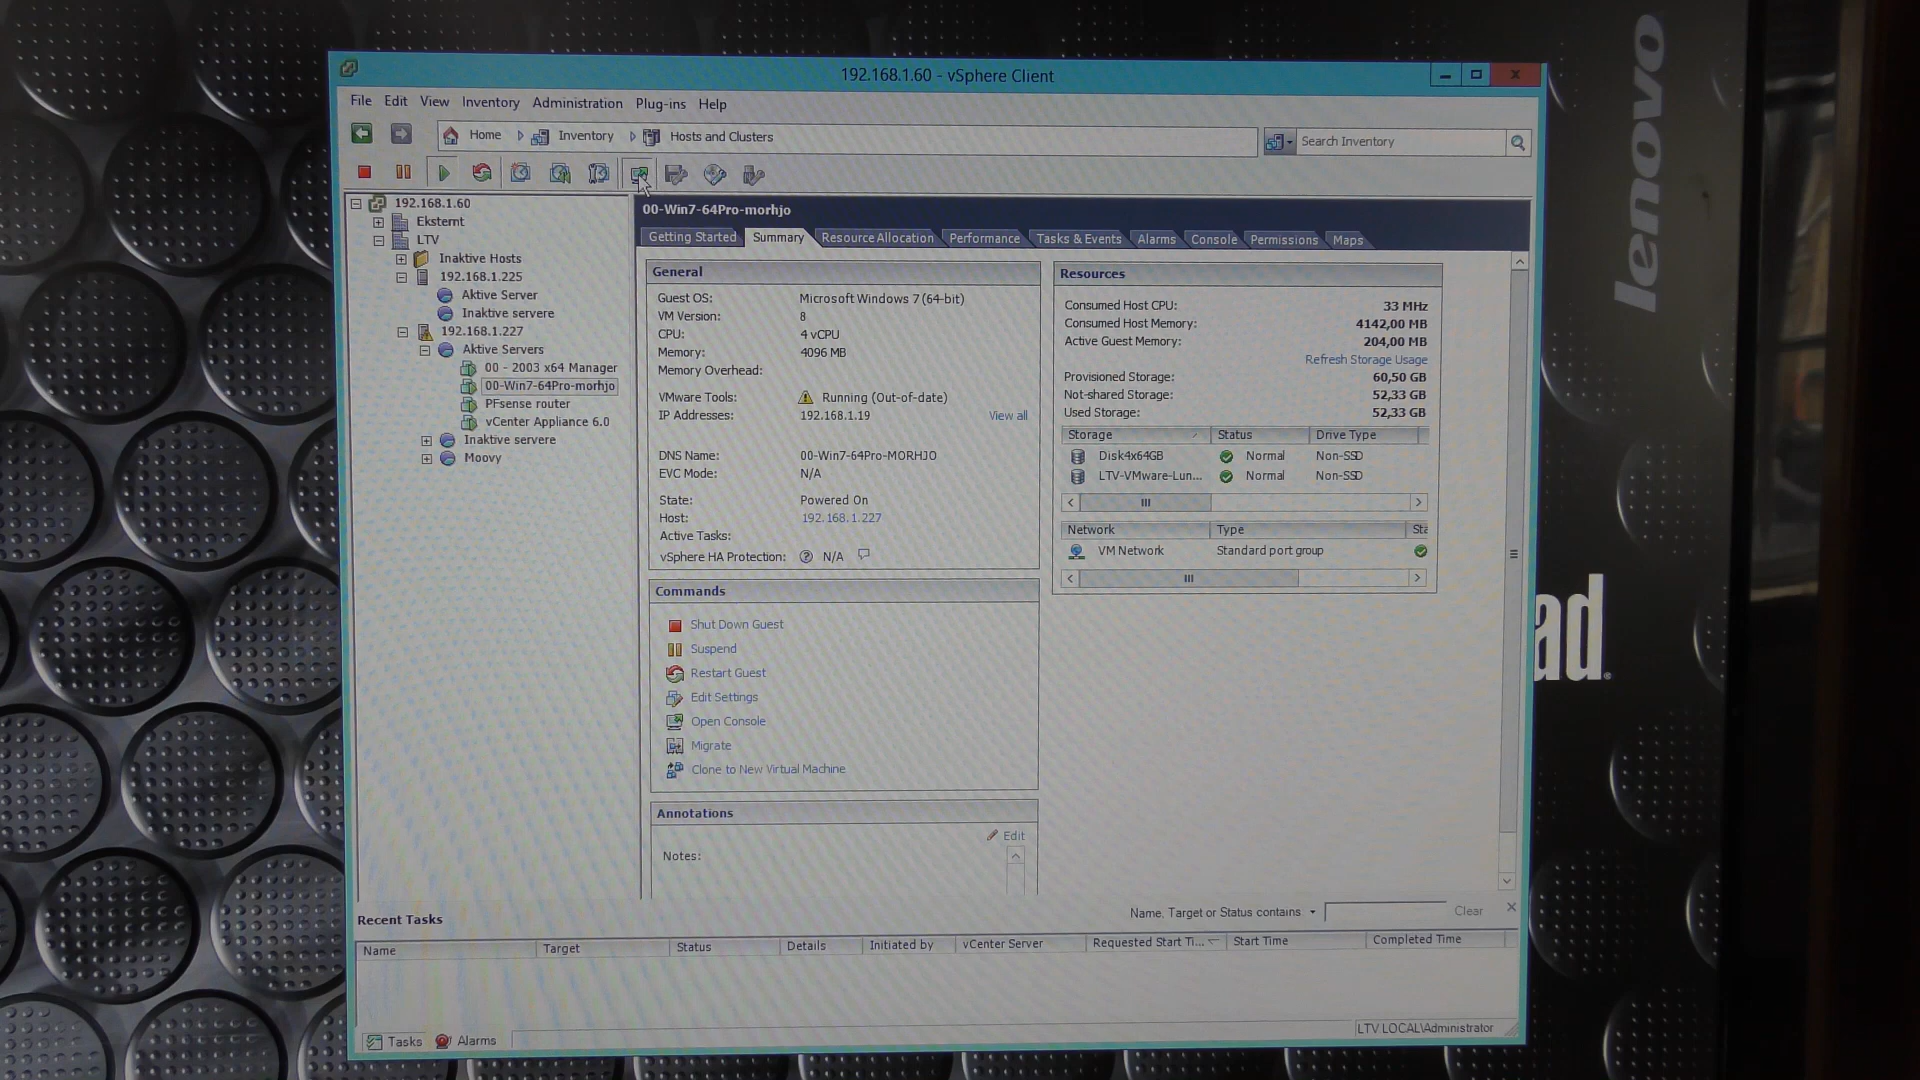 192.168.1.60 - vSphere Client
File Edit View Inventory Administration Plug-ins Help
Home Inventory Hosts and Clusters
Search Inventory
192.168.1.60
Eksternt
LTV
Inaktive Hosts
192.168.1.225
Aktive Server
Inaktive servere
192.168.1.227
Aktive Servers
00 - 2003 x64 Manager
00-Win7-64Pro-morhjo
PFsense router
vCenter Appliance 6.0
Inaktive servere
Moovy
00-Win7-64Pro-morhjo
Getting Started Summary Resource Allocation Performance Tasks & Events Alarms Console Permissions Maps
General
Guest OS: Microsoft Windows 7 (64-bit)
VM Version: 8
CPU: 4 vCPU
Memory: 4096 MB
Memory Overhead:
VMware Tools: Running (Out-of-date)
IP Addresses: 192.168.1.19 View all
DNS Name: 00-Win7-64Pro-MORHJO
EVC Mode: N/A
State: Powered On
Host: 192.168.1.227
Active Tasks:
vSphere HA Protection: N/A
Commands
Shut Down Guest
Suspend
Restart Guest
Edit Settings
Open Console
Migrate
Clone to New Virtual Machine
Annotations
Edit
Notes:
Resources
Consumed Host CPU: 33 MHz
Consumed Host Memory: 4142,00 MB
Active Guest Memory: 204,00 MB
Refresh Storage Usage
Provisioned Storage: 60,50 GB
Not-shared Storage: 52,33 GB
Used Storage: 52,33 GB
Storage Status Drive Type
Disk4x64GB Normal Non-SSD
LTV-VMware-Lun... Normal Non-SSD
Network Type Sta
VM Network Standard port group
Recent Tasks
Name, Target or Status contains Clear
Name Target Status Details Initiated by vCenter Server Requested Start Ti... Start Time Completed Time
Tasks Alarms
LTV.LOCAL\Administrator
lenovo
ad